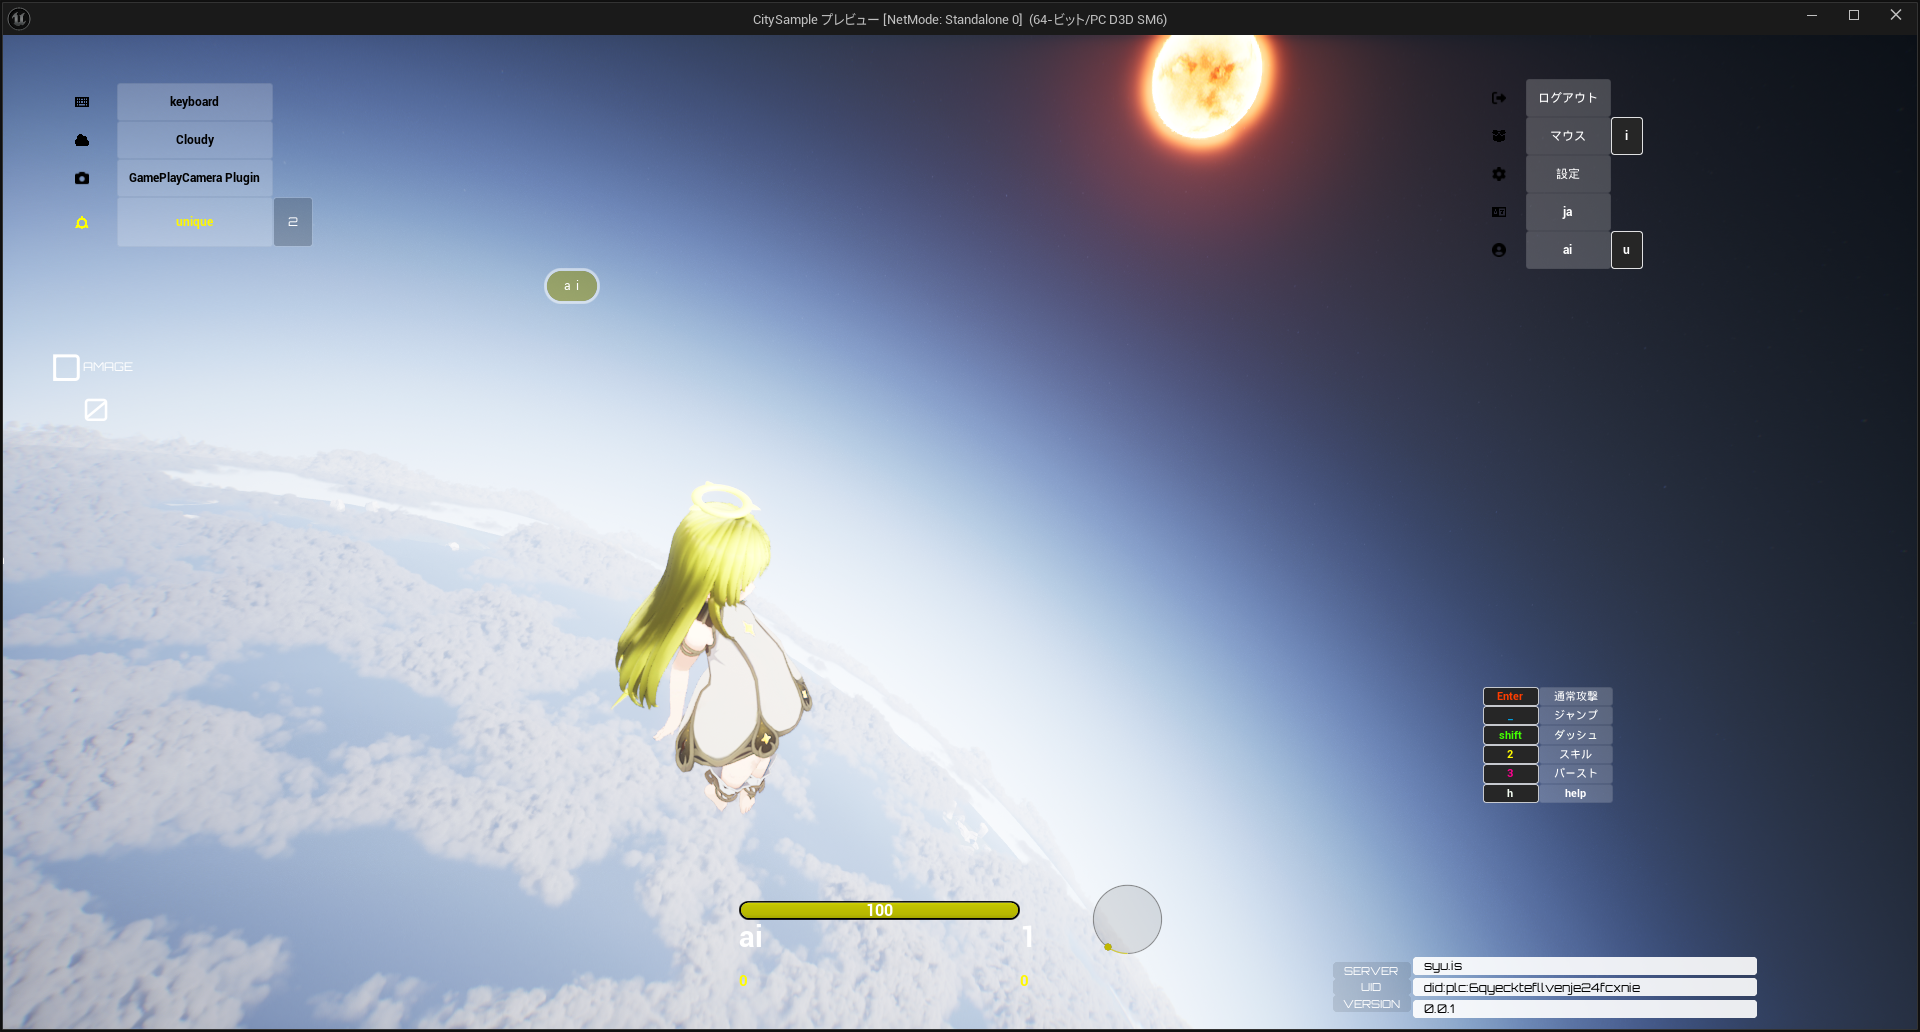 CitySample プレビュー [NetMode: Standalone 0] (64-ビット/PC D3D SM6)
keyboard
Cloudy
GamePlayCamera Plugin
unique 2
ログアウト
マウス i
設定
ja
ai u
a i
AMAGE
Enter 通常攻撃
_ ジャンプ
shift ダッシュ
2 スキル
3 バースト
h help
100
ai 1
0 0
SERVER syu.is
UID did:plc:6qyecktefllvenje24fcxnie
VERSION 0.0.1